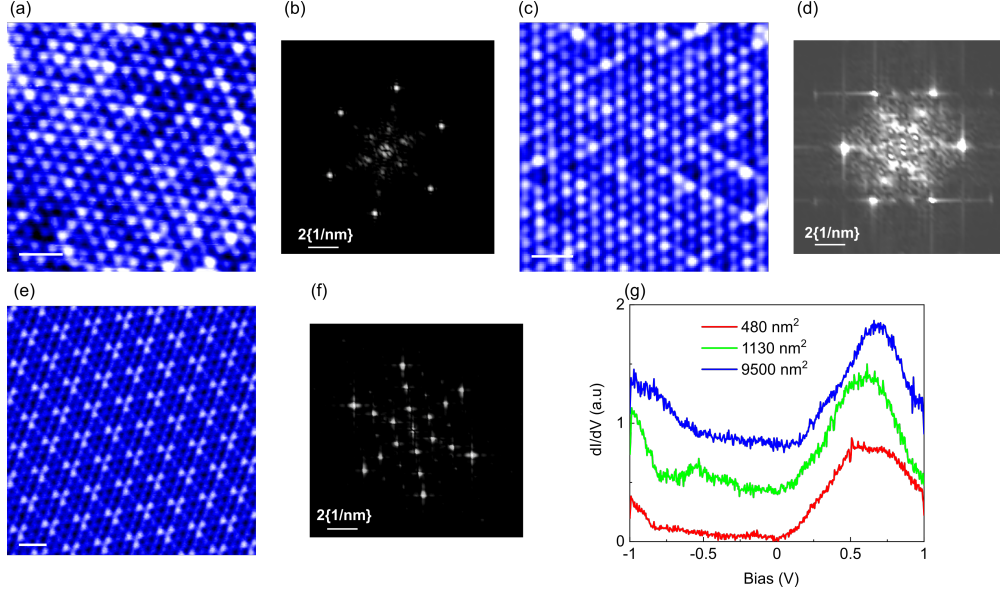 (a)
(b)
(c)
(d)
2{1/nm}
2{1/nm}
(e)
(f)
(g)
2{1/nm}
2
1
0
dI/dV (a.u)
480 nm²
1130 nm²
9500 nm²
-1
-0.5
0
0.5
1
Bias (V)